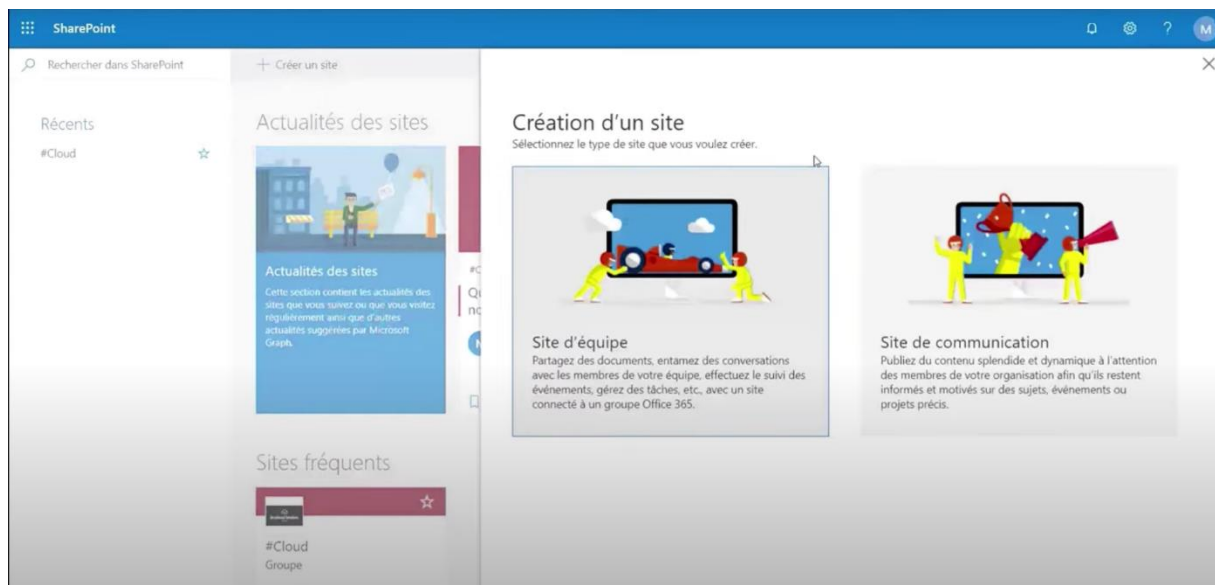 SharePoint
M
Rechercher dans SharePoint
+ Créer un site
Récents
#Cloud
Actualités des sites
Actualités des sites
Cette section contient les actualités des
sites que vous suivez ou que vous visitez
régulièrement ainsi que d'autres
actualités suggérées par Microsoft
Graph.
Sites fréquents
#Cloud
Groupe
Création d'un site
Sélectionnez le type de site que vous voulez créer.
Site d'équipe
Partagez des documents, entamez des conversations
avec les membres de votre équipe, effectuez le suivi des
événements, gérez des tâches, etc., avec un site
connecté à un groupe Office 365.
Site de communication
Publiez du contenu splendide et dynamique à l'attention
des membres de votre organisation afin qu'ils restent
informés et motivés sur des sujets, événements ou
projets précis.